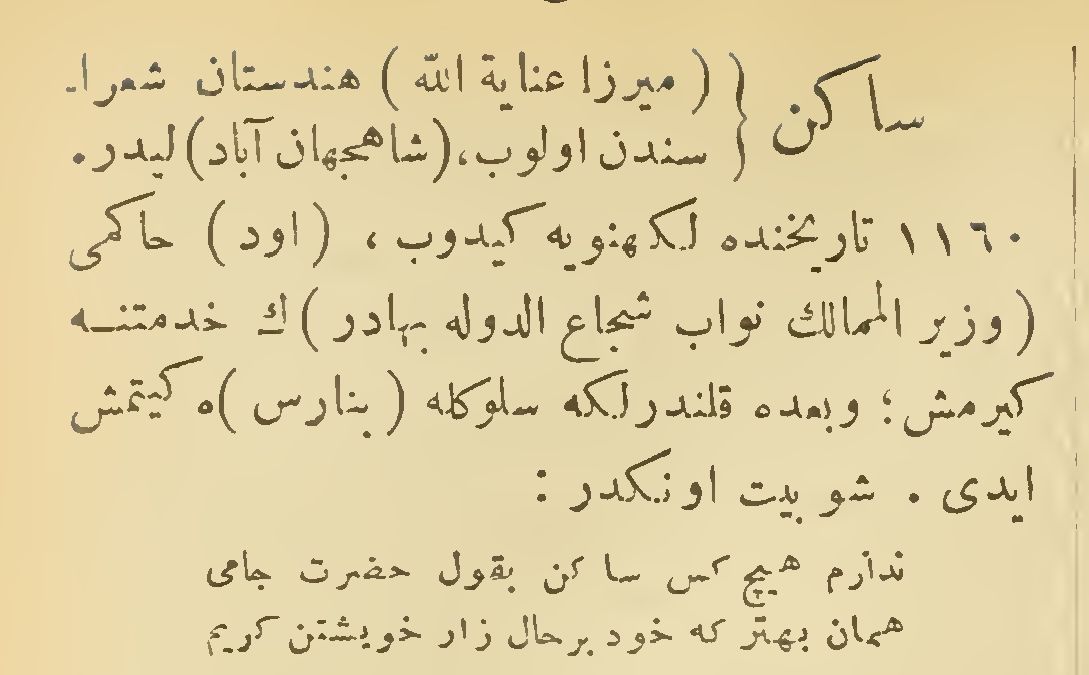 ساكن { ( ميرزا عناية الله ) هندستان شعرا-
سندن اولوب، (شاهجهان آباد) ليدر.
١١٦٠ تاريخنده لكهنويه كيدوب ، ( اود ) حاكمى
( وزير الممالك نواب شجاع الدوله بهادر ) ك خدمتنه
كيرمش ؛ وبعده قلندرلكه سلوكله ( بنارس ) ه كيتمش
ايدى . شو بيت اونكدر :
ندارم هيچ كس ساكن بقول حضرت جامى
همان بهتر كه خود برحال زار خويشتن كريم